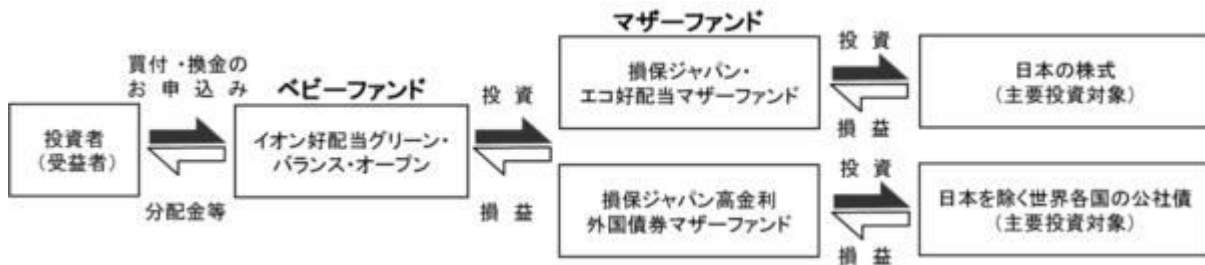 買付・換金の
お申込み
投資者
(受益者)
分配金等
ベビーファンド
イオン好配当グリーン・
バランス・オープン
投資
損益
マザーファンド
損保ジャパン・
エコ好配当マザーファンド
投資
損益
日本の株式
(主要投資対象)
損保ジャパン高金利
外国債券マザーファンド
投資
損益
日本を除く世界各国の公社債
(主要投資対象)